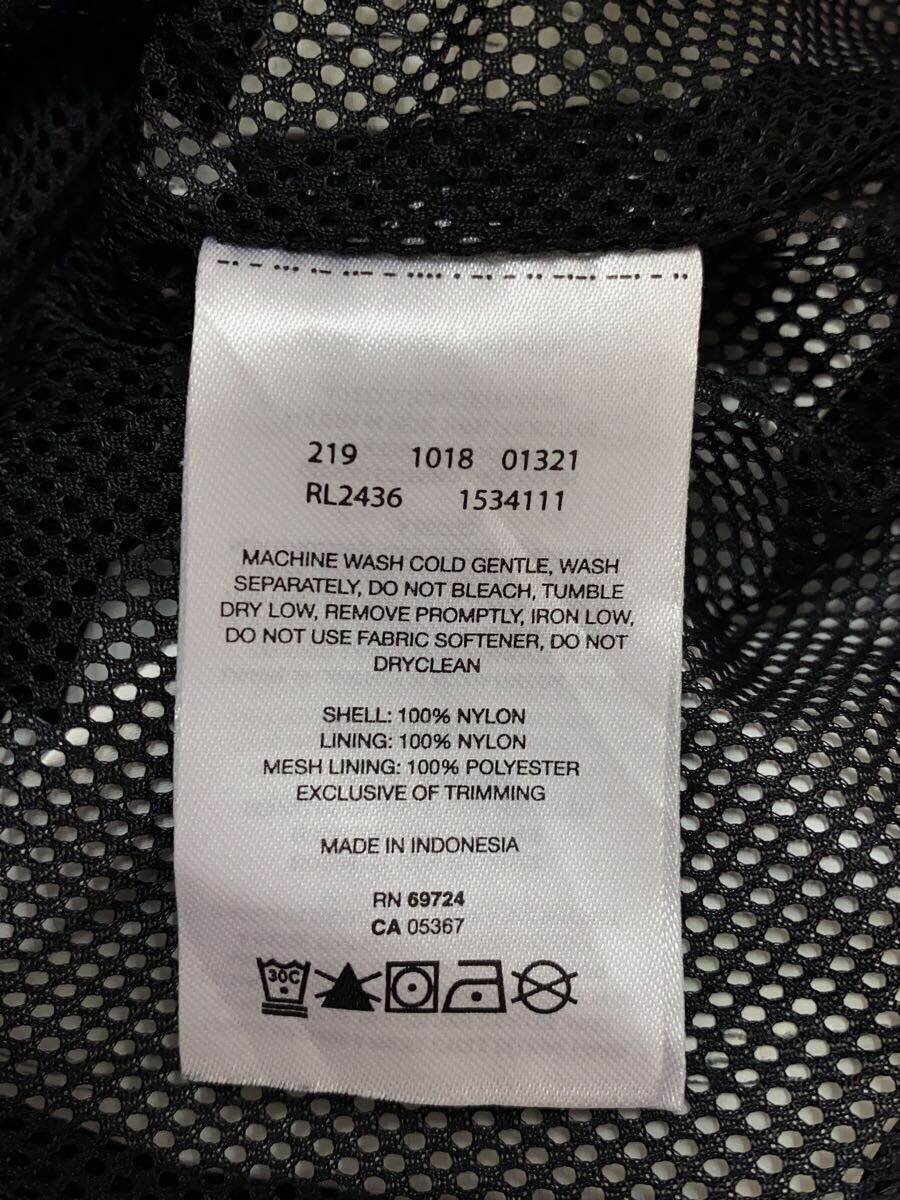 219 1018 01321
RL2436 1534111
MACHINE WASH COLD GENTLE, WASH
SEPARATELY, DO NOT BLEACH, TUMBLE
DRY LOW, REMOVE PROMPTLY, IRON LOW,
DO NOT USE FABRIC SOFTENER, DO NOT
DRYCLEAN
SHELL: 100% NYLON
LINING: 100% NYLON
MESH LINING: 100% POLYESTER
EXCLUSIVE OF TRIMMING
MADE IN INDONESIA
RN 69724
CA 05367
30C